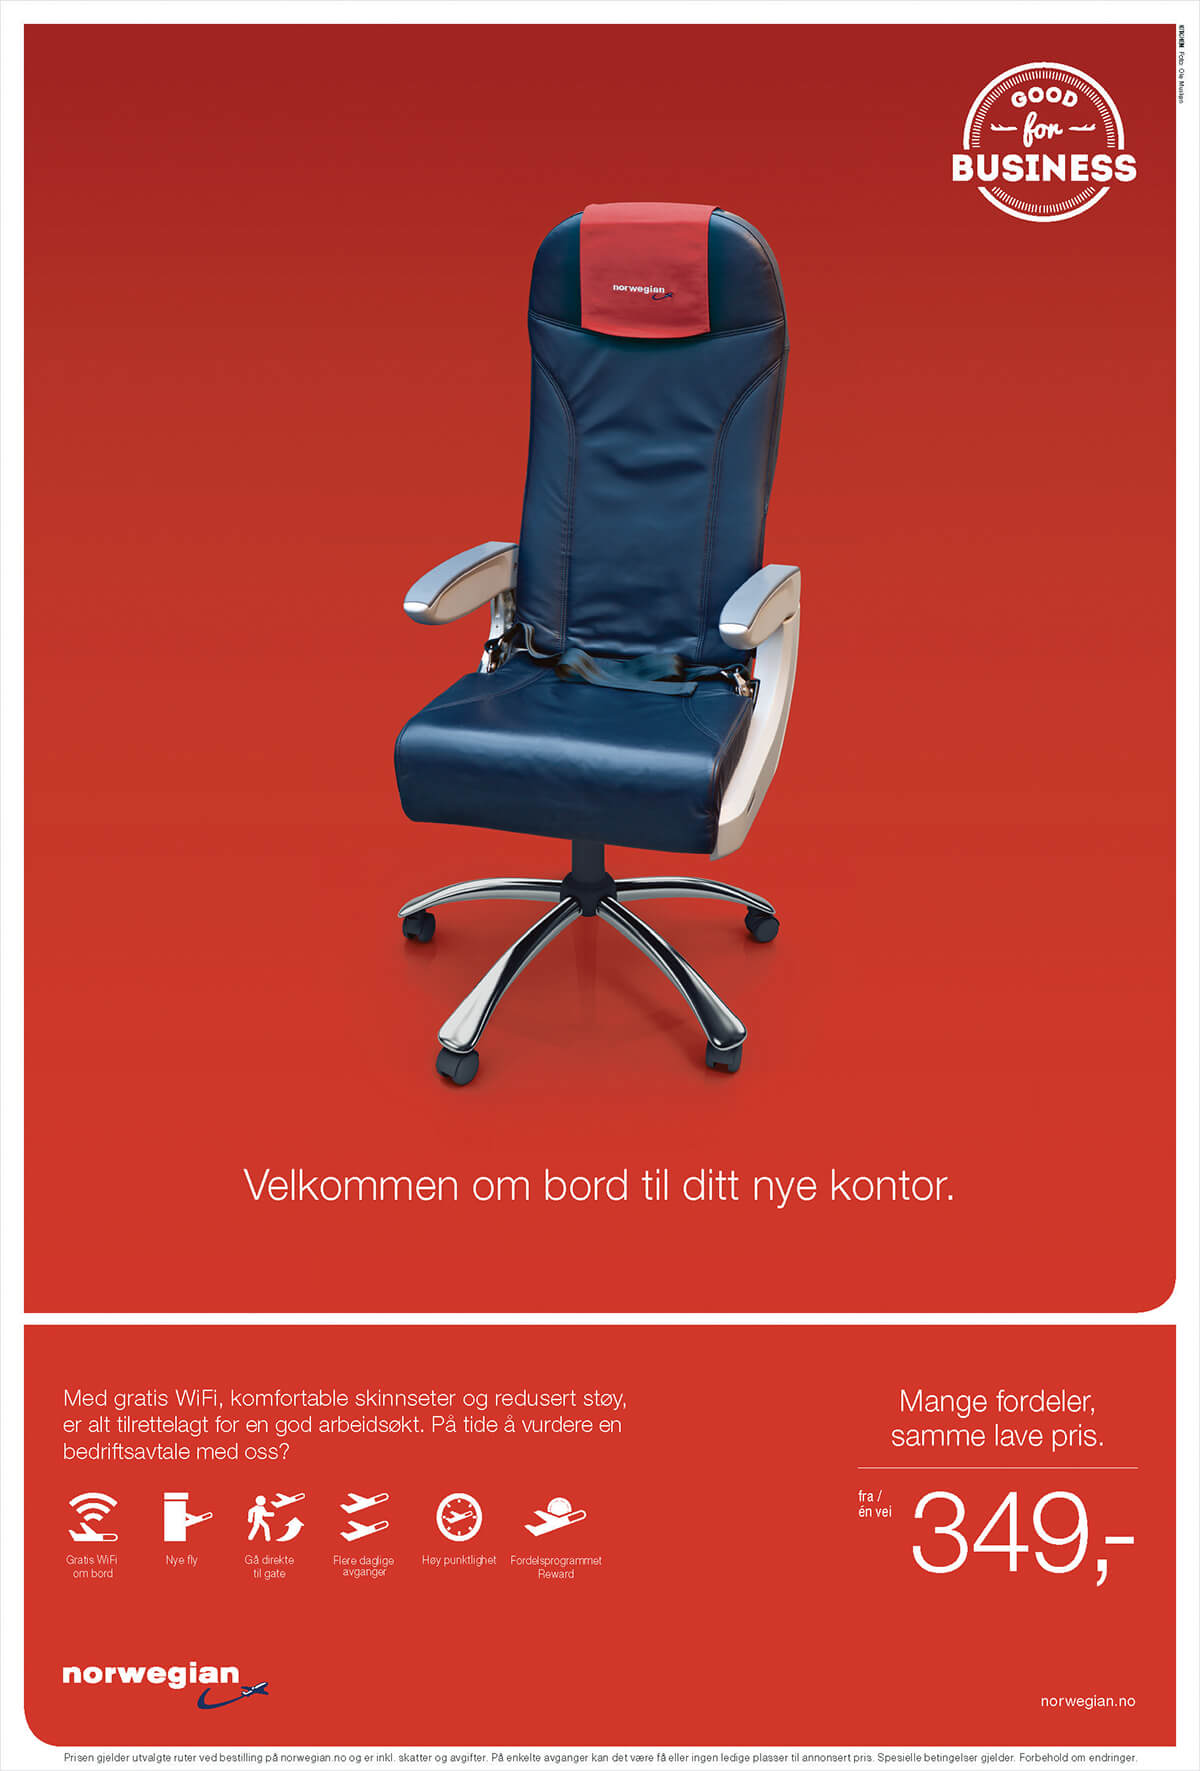 KITCHEN Foto: Ole Musken
GOOD
for
BUSINESS
norwegian
Velkommen om bord til ditt nye kontor.
Med gratis WiFi, komfortable skinnseter og redusert støy,
er alt tilrettelagt for en god arbeidsøkt. På tide å vurdere en
bedriftsavtale med oss?
Gratis WiFi
om bord
Nye fly
Gå direkte
til gate
Flere daglige
avganger
Høy punktlighet
Fordelsprogrammet
Reward
Mange fordeler,
samme lave pris.
fra /
én vei
349,-
norwegian
norwegian.no
Prisen gjelder utvalgte ruter ved bestilling på norwegian.no og er inkl. skatter og avgifter. På enkelte avganger kan det være få eller ingen ledige plasser til annonsert pris. Spesielle betingelser gjelder. Forbehold om endringer.